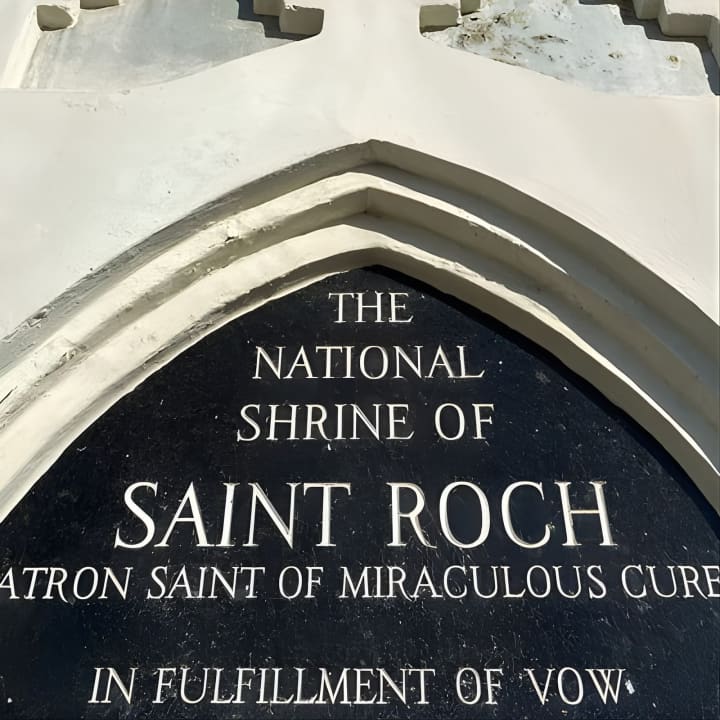 THE
NATIONAL
SHRINE OF
SAINT ROCH
ATRON SAINT OF MIRACULOUS CURE
IN FULFILLMENT OF VOW